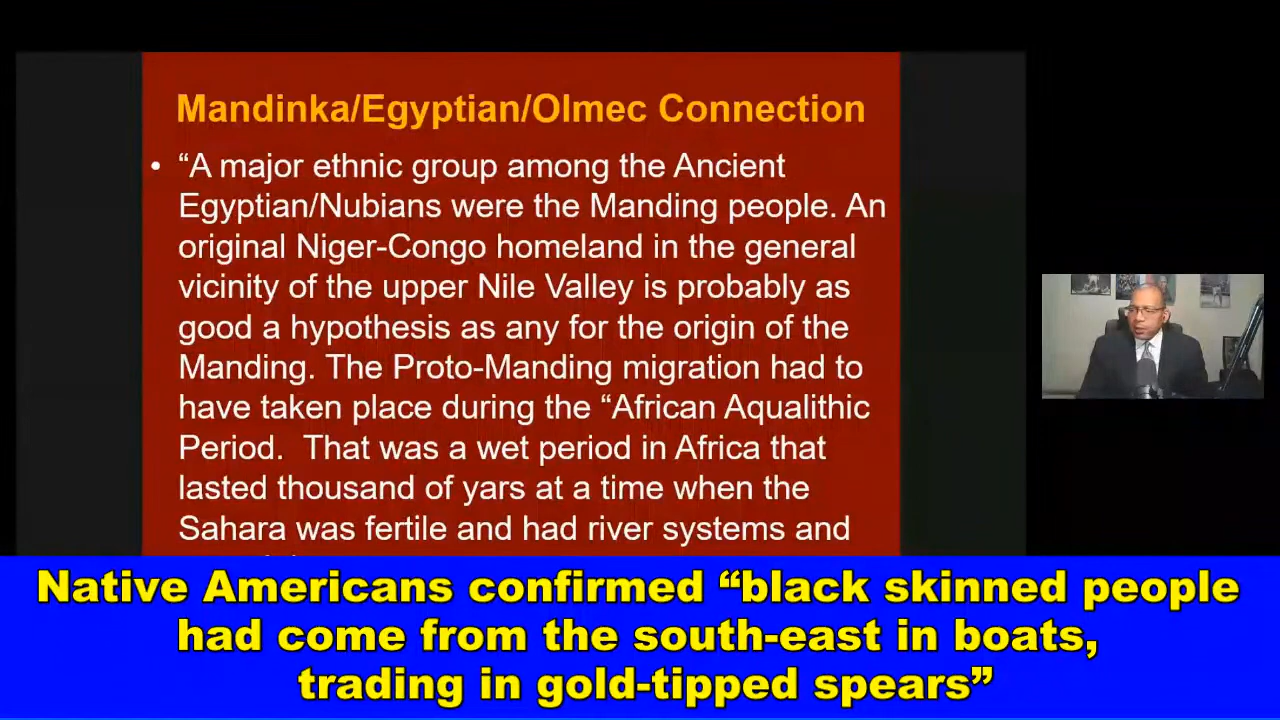 Mandinka/Egyptian/Olmec Connection
• “A major ethnic group among the Ancient
Egyptian/Nubians were the Manding people. An
original Niger-Congo homeland in the general
vicinity of the upper Nile Valley is probably as
good a hypothesis as any for the origin of the
Manding. The Proto-Manding migration had to
have taken place during the “African Aqualithic
Period.  That was a wet period in Africa that
lasted thousand of yars at a time when the
Sahara was fertile and had river systems and
Native Americans confirmed “black skinned people
had come from the south-east in boats,
trading in gold-tipped spears”